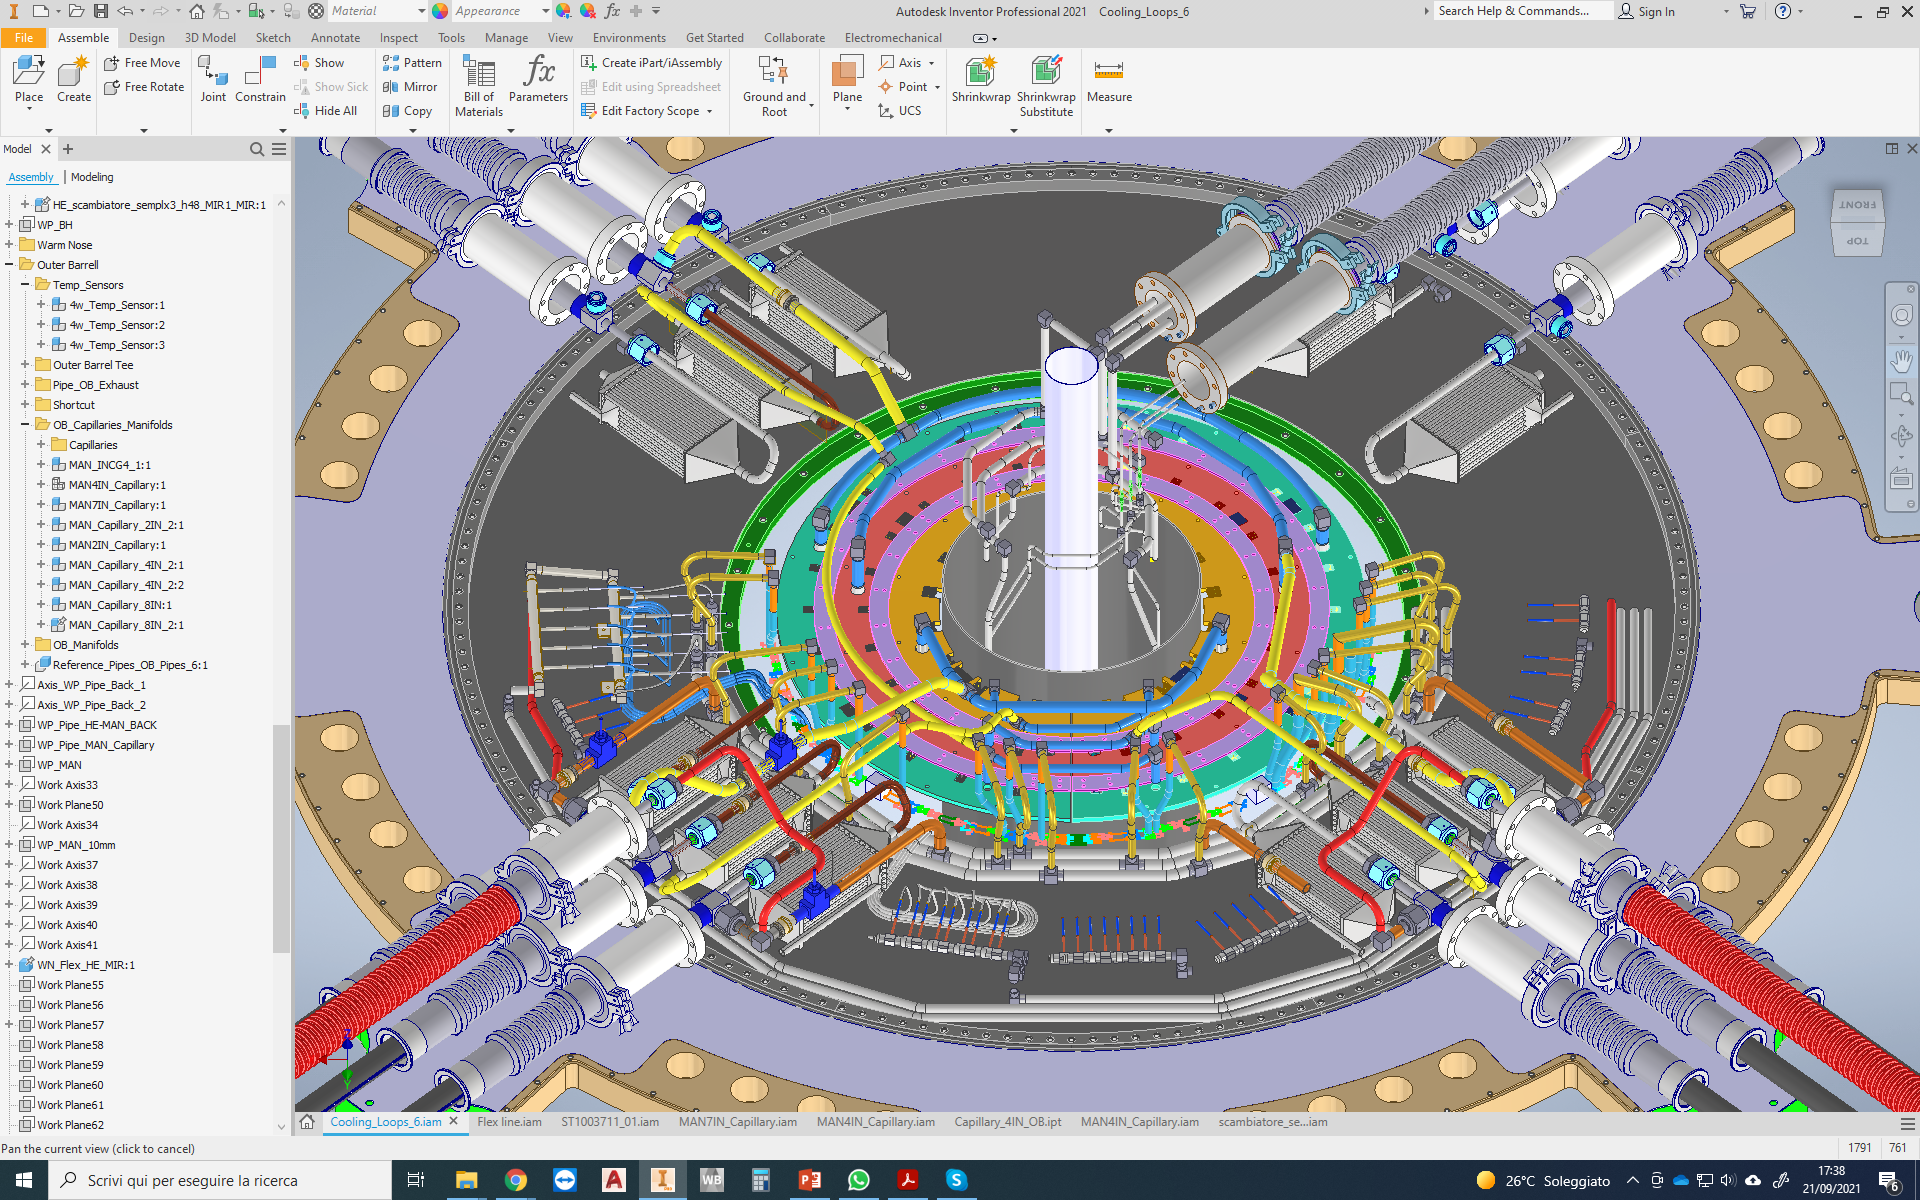 Material
Appearance
Autodesk Inventor Professional 2021 Cooling_Loops_6
Search Help & Commands...
Sign In
File Assemble Design 3D Model Sketch Annotate Inspect Tools Manage View Environments Get Started Collaborate Electromechanical
Place
Create
Free Move
Free Rotate
Joint
Constrain
Show
Show Sick
Hide All
Pattern
Mirror
Copy
Bill of
Materials
Parameters
Create iPart/iAssembly
Edit using Spreadsheet
Edit Factory Scope
Ground and
Root
Plane
Axis
Point
UCS
Shrinkwrap
Shrinkwrap
Substitute
Measure
Model
Assembly Modeling
HE_scambiatore_semplx3_h48_MIR1_MIR:1
WP_BH
Warm Nose
Outer Barrell
Temp_Sensors
4w_Temp_Sensor:1
4w_Temp_Sensor:2
4w_Temp_Sensor:3
Outer Barrel Tee
Pipe_OB_Exhaust
Shortcut
OB_Capillaries_Manifolds
Capillaries
MAN_INCG4_1:1
MAN4IN_Capillary:1
MAN7IN_Capillary:1
MAN_Capillary_2IN_2:1
MAN2IN_Capillary:1
MAN_Capillary_4IN_2:1
MAN_Capillary_4IN_2:2
MAN_Capillary_8IN:1
MAN_Capillary_8IN_2:1
OB_Manifolds
Reference_Pipes_OB_Pipes_6:1
Axis_WP_Pipe_Back_1
Axis_WP_Pipe_Back_2
WP_Pipe_HE-MAN_BACK
WP_Pipe_MAN_Capillary
WP_MAN
Work Axis33
Work Plane50
Work Axis34
WP_MAN_10mm
Work Axis37
Work Axis38
Work Axis39
Work Axis40
Work Axis41
WN_Flex_HE_MIR:1
Work Plane55
Work Plane56
Work Plane57
Work Plane58
Work Plane59
Work Plane60
Work Plane61
Work Plane62
FRONT
TOP
Cooling_Loops_6.iam Flex line.iam ST1003711_01.iam MAN7IN_Capillary.iam MAN4IN_Capillary.iam Capillary_4IN_OB.ipt MAN4IN_Capillary.iam scambiatore_se...iam
Pan the current view (click to cancel)
1791 761
Scrivi qui per eseguire la ricerca
26°C Soleggiato
17:38
21/09/2021
6